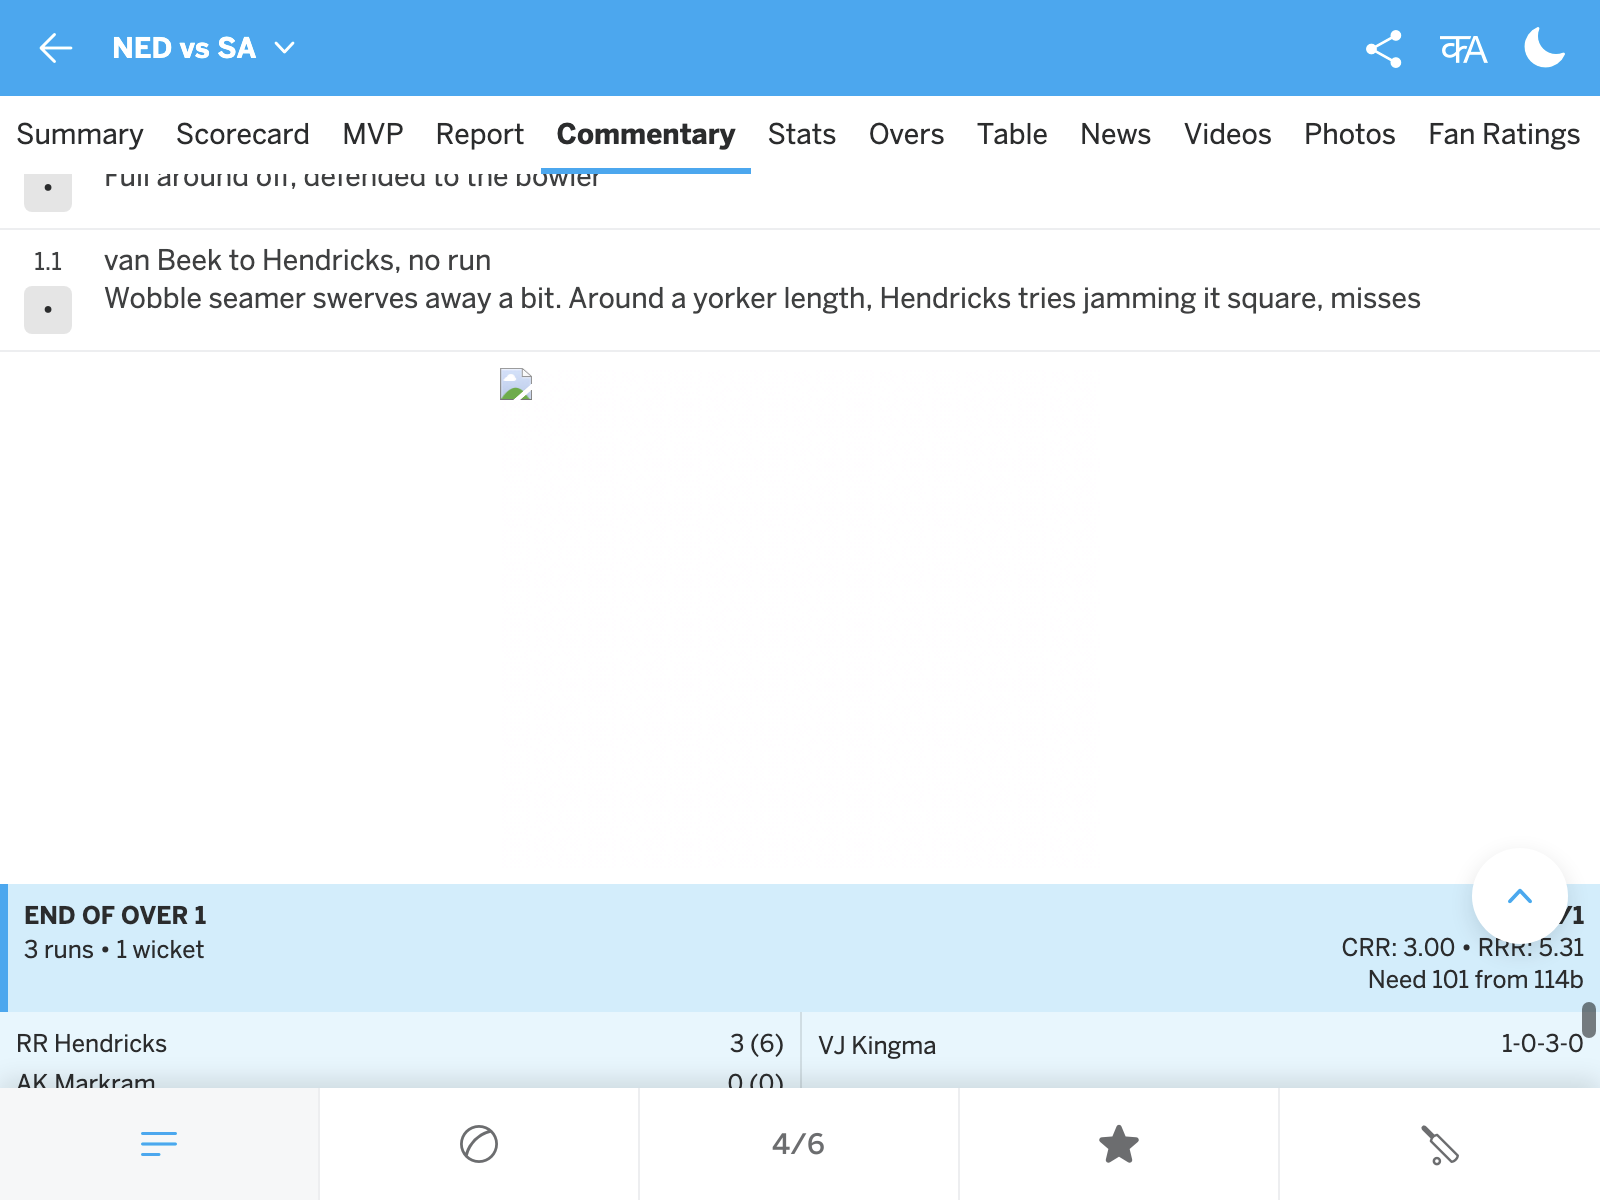 NED vs SA
क A
Summary Scorecard MVP Report Commentary Stats Overs Table News Videos Photos Fan Ratings
Full around off, defended to the bowler
1.1 van Beek to Hendricks, no run
Wobble seamer swerves away a bit. Around a yorker length, Hendricks tries jamming it square, misses
END OF OVER 1 /1
3 runs • 1 wicket CRR: 3.00 • RRR: 5.31
Need 101 from 114b
RR Hendricks 3 (6) VJ Kingma 1-0-3-0
AK Markram 0 (0)
4/6